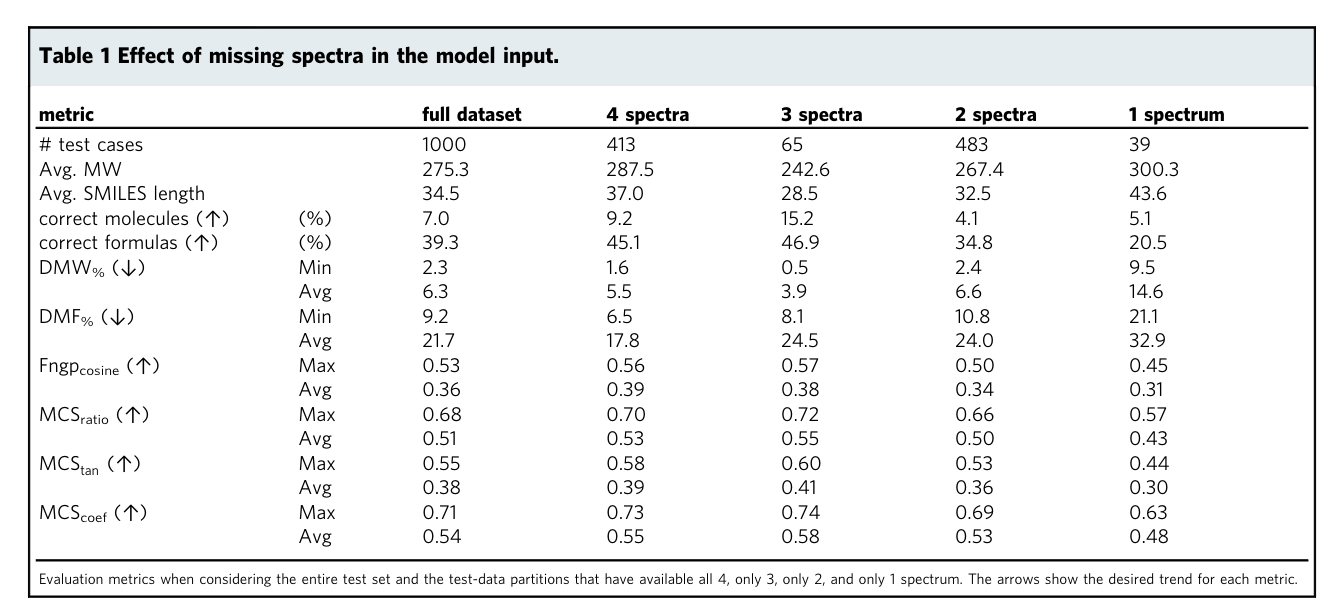 Table 1 Effect of missing spectra in the model input.
metric full dataset 4 spectra 3 spectra 2 spectra 1 spectrum
# test cases 1000 413 65 483 39
Avg. MW 275.3 287.5 242.6 267.4 300.3
Avg. SMILES length 34.5 37.0 28.5 32.5 43.6
correct molecules (↑) (%) 7.0 9.2 15.2 4.1 5.1
correct formulas (↑) (%) 39.3 45.1 46.9 34.8 20.5
DMW% (↓) Min 2.3 1.6 0.5 2.4 9.5
Avg 6.3 5.5 3.9 6.6 14.6
DMF% (↓) Min 9.2 6.5 8.1 10.8 21.1
Avg 21.7 17.8 24.5 24.0 32.9
Fngpcosine (↑) Max 0.53 0.56 0.57 0.50 0.45
Avg 0.36 0.39 0.38 0.34 0.31
MCSratio (↑) Max 0.68 0.70 0.72 0.66 0.57
Avg 0.51 0.53 0.55 0.50 0.43
MCStan (↑) Max 0.55 0.58 0.60 0.53 0.44
Avg 0.38 0.39 0.41 0.36 0.30
MCScoef (↑) Max 0.71 0.73 0.74 0.69 0.63
Avg 0.54 0.55 0.58 0.53 0.48
Evaluation metrics when considering the entire test set and the test-data partitions that have available all 4, only 3, only 2, and only 1 spectrum. The arrows show the desired trend for each metric.